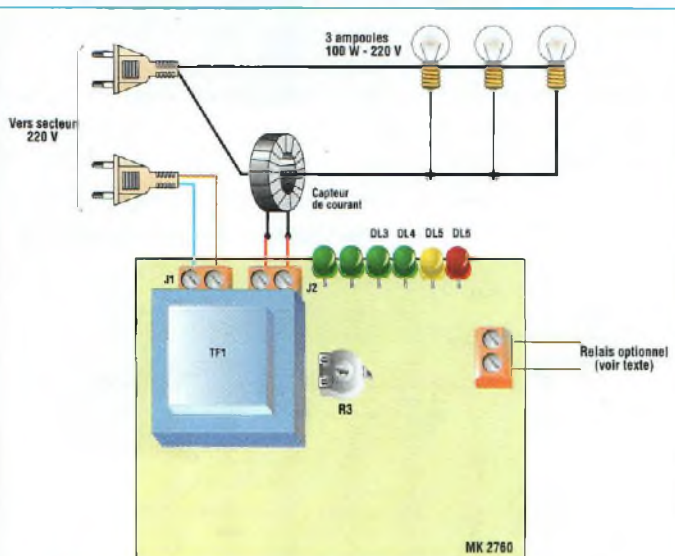 3 ampoules
100 W - 220 V
Vers secteur
220 V
Capteur
de courant
DL3 DL4 DL5 DL6
J1
J2
TF1
R3
Relais optionnel
(voir texte)
MK 2760